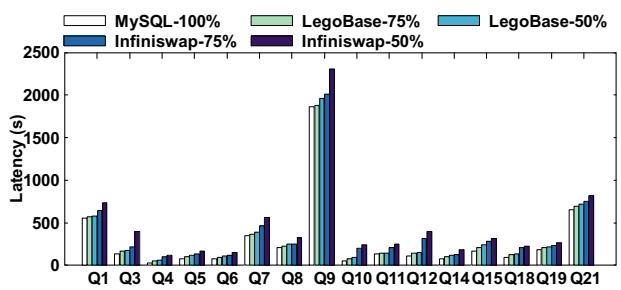 MySQL-100% LegoBase-75% LegoBase-50%
Infiniswap-75% Infiniswap-50%
2500
2000
1500
1000
500
0
Latency (s)
Q1 Q3 Q4 Q5 Q6 Q7 Q8 Q9 Q10 Q11 Q12 Q14 Q15 Q18 Q19 Q21